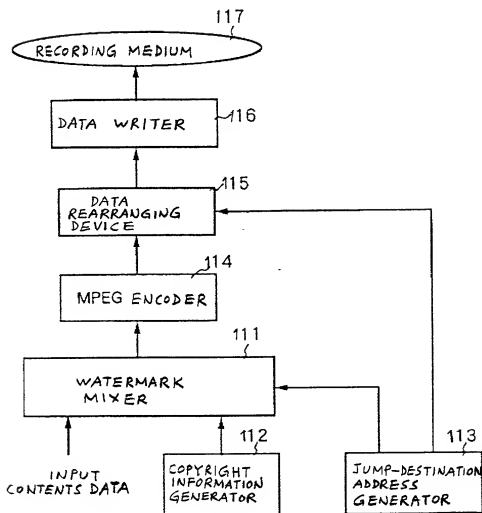 117
RECORDING MEDIUM
DATA WRITER
116
115
DATA
REARRANGING
DEVICE
114
MPEG ENCODER
111
WATERMARK
MIXER
112
113
INPUT
CONTENTS DATA
COPYRIGHT
INFORMATION
GENERATOR
JUMP-DESTINATION
ADDRESS
GENERATOR